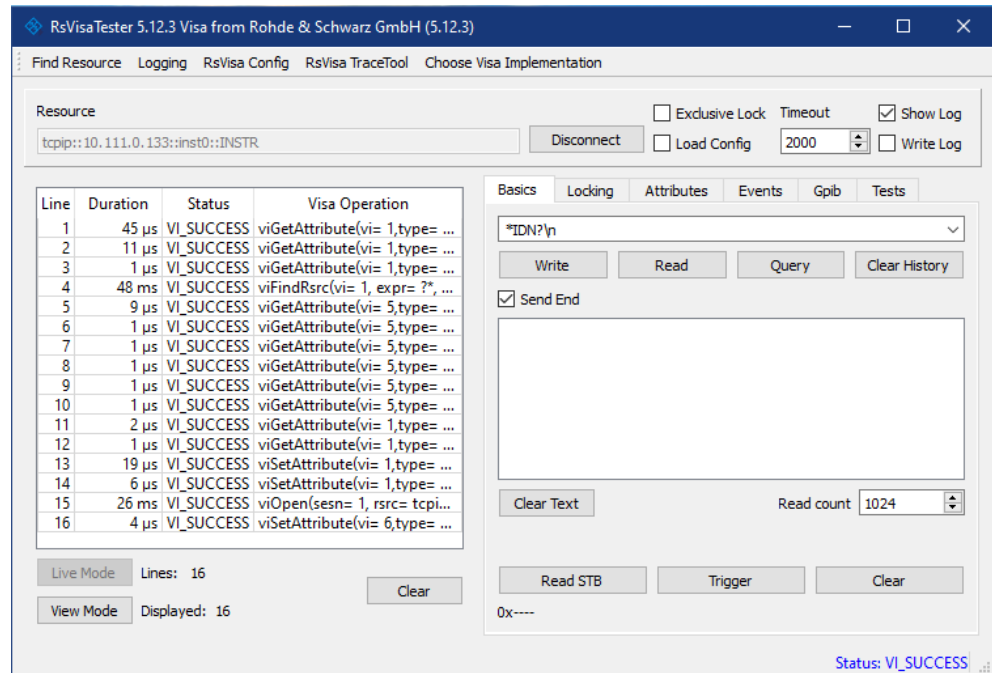 RsVisaTester 5.12.3 Visa from Rohde & Schwarz GmbH (5.12.3)
Find Resource Logging RsVisa Config RsVisa TraceTool Choose Visa Implementation
Resource
tcpip::10.111.0.133::inst0::INSTR
Disconnect
Exclusive Lock Timeout Show Log
Load Config 2000 Write Log
Line Duration Status Visa Operation
1 45 µs VI_SUCCESS viGetAttribute(vi= 1,type= ...
2 11 µs VI_SUCCESS viGetAttribute(vi= 1,type= ...
3 1 µs VI_SUCCESS viGetAttribute(vi= 1,type= ...
4 48 ms VI_SUCCESS viFindRsrc(vi= 1, expr= ?*, ...
5 9 µs VI_SUCCESS viGetAttribute(vi= 5,type= ...
6 1 µs VI_SUCCESS viGetAttribute(vi= 5,type= ...
7 1 µs VI_SUCCESS viGetAttribute(vi= 5,type= ...
8 1 µs VI_SUCCESS viGetAttribute(vi= 5,type= ...
9 1 µs VI_SUCCESS viGetAttribute(vi= 5,type= ...
10 1 µs VI_SUCCESS viGetAttribute(vi= 5,type= ...
11 2 µs VI_SUCCESS viGetAttribute(vi= 1,type= ...
12 1 µs VI_SUCCESS viGetAttribute(vi= 1,type= ...
13 19 µs VI_SUCCESS viSetAttribute(vi= 1,type= ...
14 6 µs VI_SUCCESS viSetAttribute(vi= 1,type= ...
15 26 ms VI_SUCCESS viOpen(sesn= 1, rsrc= tcpi...
16 4 µs VI_SUCCESS viSetAttribute(vi= 6,type= ...
Live Mode Lines: 16
Clear
View Mode Displayed: 16
Basics Locking Attributes Events Gpib Tests
*IDN?\n
Write Read Query Clear History
Send End
Clear Text Read count 1024
Read STB Trigger Clear
0x----
Status: VI_SUCCESS